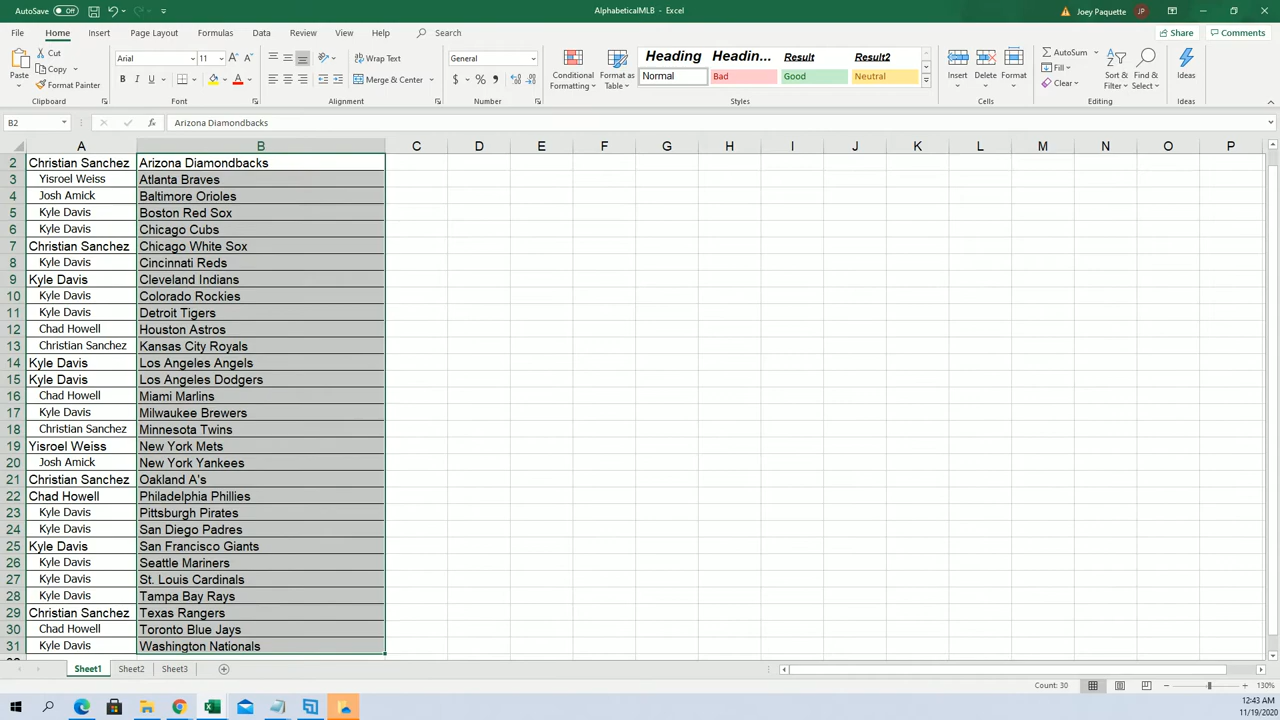 AutoSave Off
AlphabeticalMLB - Excel
Joey Paquette JP
File Home Insert Page Layout Formulas Data Review View Help Search Share Comments
Paste Cut Copy Format Painter
Clipboard
Arial 11
B I U
Font
Wrap Text
Merge & Center
Alignment
General
Number
Conditional Formatting Format as Table
Heading Headin... Result Result2
Normal Bad Good Neutral
Styles
Insert Delete Format
Cells
AutoSum Fill Clear
Sort & Filter Find & Select
Editing
Ideas
Ideas
B2 fx Arizona Diamondbacks
A B C D E F G H I J K L M N O P
2 Christian Sanchez Arizona Diamondbacks
3 Yisroel Weiss Atlanta Braves
4 Josh Amick Baltimore Orioles
5 Kyle Davis Boston Red Sox
6 Kyle Davis Chicago Cubs
7 Christian Sanchez Chicago White Sox
8 Kyle Davis Cincinnati Reds
9 Kyle Davis Cleveland Indians
10 Kyle Davis Colorado Rockies
11 Kyle Davis Detroit Tigers
12 Chad Howell Houston Astros
13 Christian Sanchez Kansas City Royals
14 Kyle Davis Los Angeles Angels
15 Kyle Davis Los Angeles Dodgers
16 Chad Howell Miami Marlins
17 Kyle Davis Milwaukee Brewers
18 Christian Sanchez Minnesota Twins
19 Yisroel Weiss New York Mets
20 Josh Amick New York Yankees
21 Christian Sanchez Oakland A's
22 Chad Howell Philadelphia Phillies
23 Kyle Davis Pittsburgh Pirates
24 Kyle Davis San Diego Padres
25 Kyle Davis San Francisco Giants
26 Kyle Davis Seattle Mariners
27 Kyle Davis St. Louis Cardinals
28 Kyle Davis Tampa Bay Rays
29 Christian Sanchez Texas Rangers
30 Chad Howell Toronto Blue Jays
31 Kyle Davis Washington Nationals
Sheet1 Sheet2 Sheet3
Count: 30 130%
12:43 AM
11/19/2020